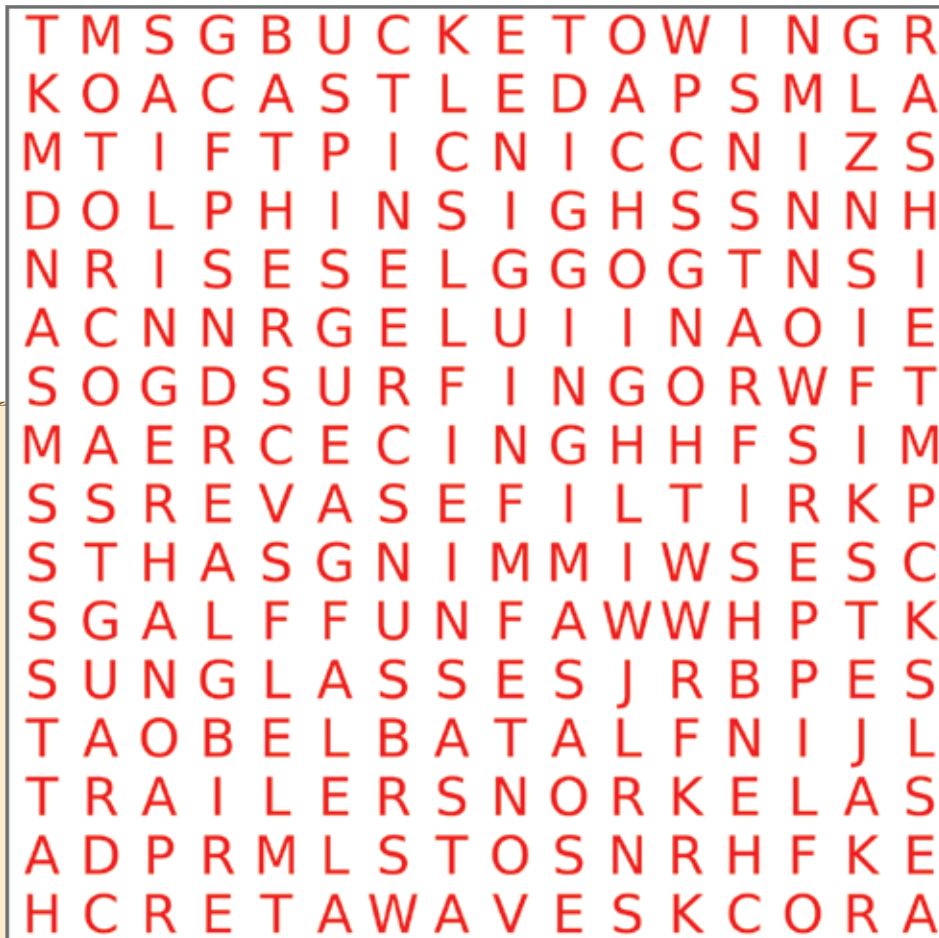 T M S G B U C K E T O W I N G R
K O A C A S T L E D A P S M L A
M T I F T P I C N I C C N I Z S
D O L P H I N S I G H S S N N H
N R I S E S E L G G O G T N S I
A C N N R G E L U I I N A O I E
S O G D S U R F I N G O R W F T
M A E R C E C I N G H H F S I M
S S R E V A S E F I L T I R K P
S T H A S G N I M M I W S E S C
S G A L F F U N F A W W H P T K
S U N G L A S S E S J R B P E S
T A O B E L B A T A L F N I J L
T R A I L E R S N O R K E L A S
A D P R M L S T O S N R H F K E
H C R E T A W A V E S K C O R A